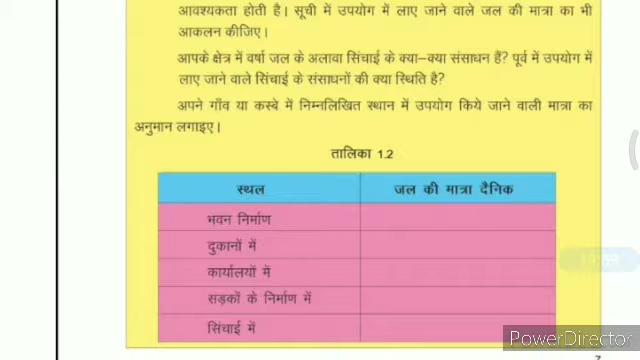 आवश्यकता होती है। सूची में उपयोग में लाए जाने वाले जल की मात्रा का भी
आकलन कीजिए।
आपके क्षेत्र में वर्षा जल के अलावा सिंचाई के क्या–क्या संसाधन हैं? पूर्व में उपयोग में
लाए जाने वाले सिंचाई के संसाधनों की क्या स्थिति है?
अपने गाँव या कस्बे में निम्नलिखित स्थान में उपयोग किये जाने वाली मात्रा का
अनुमान लगाइए।
तालिका 1.2
स्थल जल की मात्रा दैनिक
भवन निर्माण
दुकानों में
कार्यालयों में
सड़कों के निर्माण में
सिंचाई में
PowerDirector